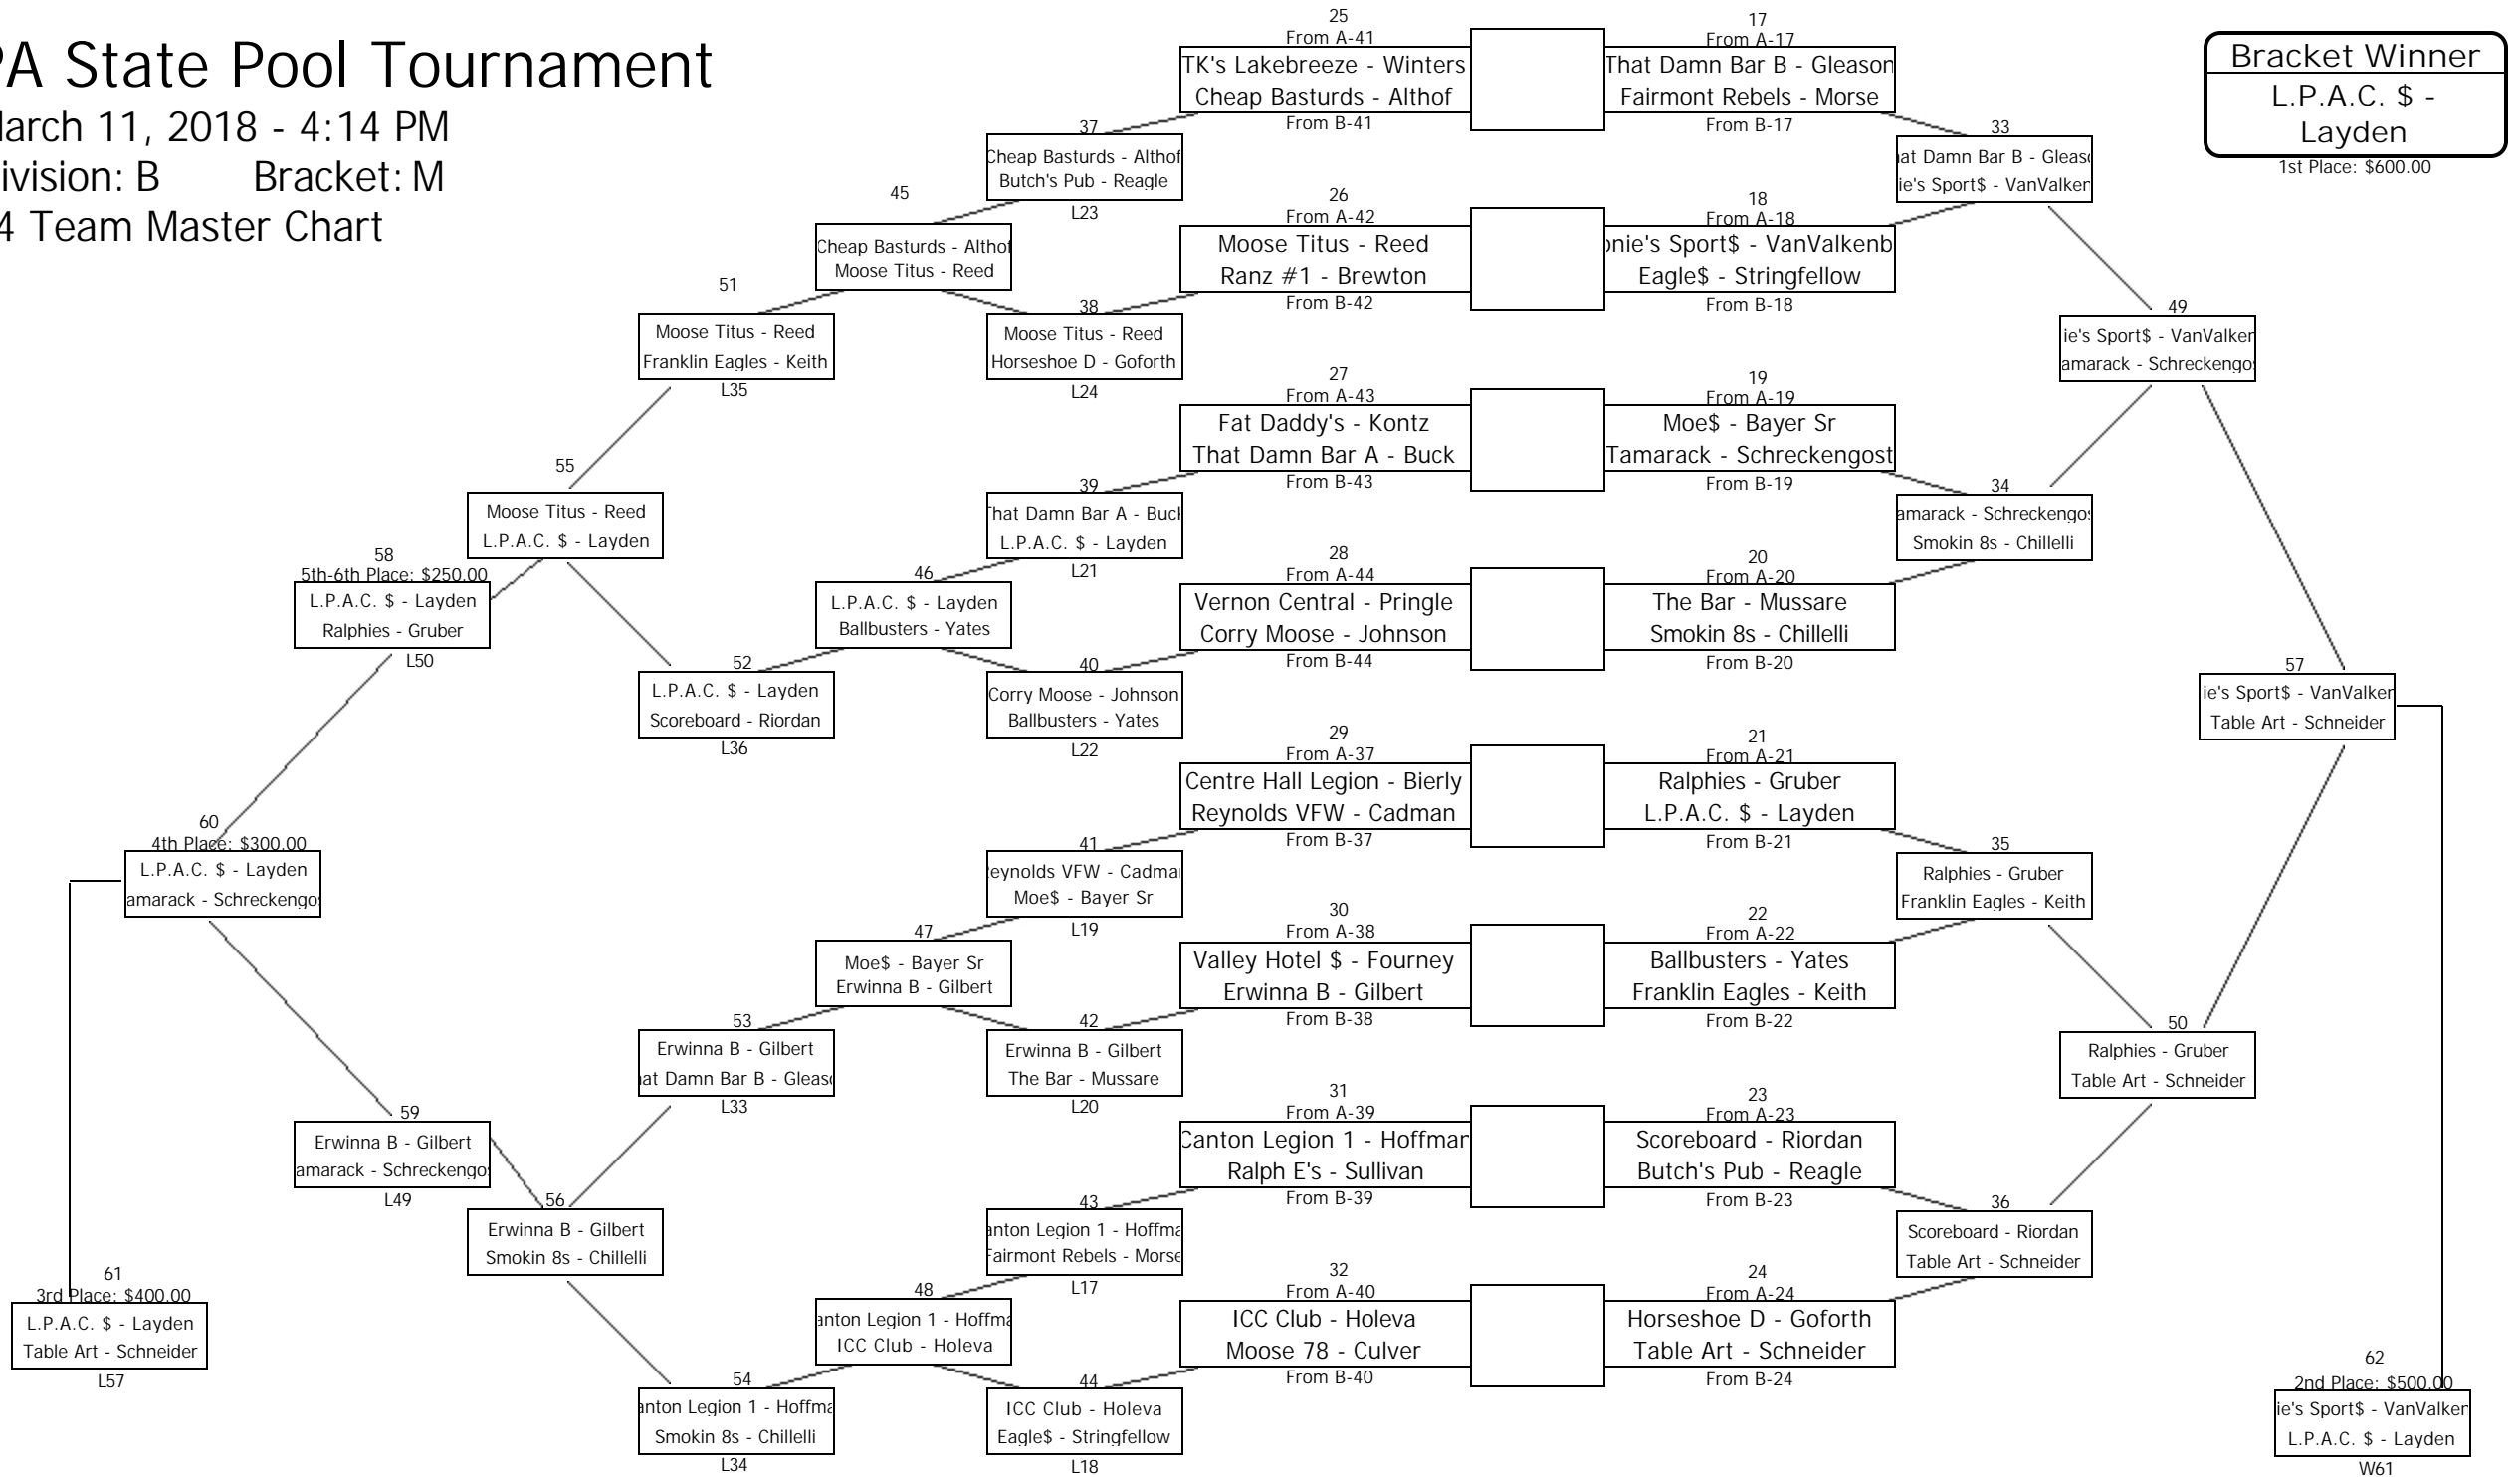 PA State Pool Tournament
March 11, 2018 - 4:14 PM
ivision: B Bracket: M
4 Team Master Chart
Bracket Winner
L.P.A.C. $ -
Layden
1st Place: $600.00
25
From A-41
TK's Lakebreeze - Winters
Cheap Basturds - Althof
From B-41
17
From A-17
That Damn Bar B - Gleason
Fairmont Rebels - Morse
From B-17
37
Cheap Basturds - Althof
Butch's Pub - Reagle
L23
33
at Damn Bar B - Gleaso
ie's Sport$ - VanValken
45
Cheap Basturds - Althof
Moose Titus - Reed
26
From A-42
Moose Titus - Reed
Ranz #1 - Brewton
From B-42
18
From A-18
onie's Sport$ - VanValkenb
Eagle$ - Stringfellow
From B-18
51
Moose Titus - Reed
Franklin Eagles - Keith
L35
38
Moose Titus - Reed
Horseshoe D - Goforth
L24
49
ie's Sport$ - VanValken
amarack - Schreckengos
27
From A-43
Fat Daddy's - Kontz
That Damn Bar A - Buck
From B-43
19
From A-19
Moe$ - Bayer Sr
Tamarack - Schreckengost
From B-19
55
Moose Titus - Reed
L.P.A.C. $ - Layden
39
That Damn Bar A - Buck
L.P.A.C. $ - Layden
L21
34
amarack - Schreckengos
Smokin 8s - Chillelli
58
5th-6th Place: $250.00
L.P.A.C. $ - Layden
Ralphies - Gruber
L50
46
L.P.A.C. $ - Layden
Ballbusters - Yates
28
From A-44
Vernon Central - Pringle
Corry Moose - Johnson
From B-44
20
From A-20
The Bar - Mussare
Smokin 8s - Chillelli
From B-20
52
L.P.A.C. $ - Layden
Scoreboard - Riordan
L36
40
Corry Moose - Johnson
Ballbusters - Yates
L22
57
ie's Sport$ - VanValken
Table Art - Schneider
29
From A-37
Centre Hall Legion - Bierly
Reynolds VFW - Cadman
From B-37
21
From A-21
Ralphies - Gruber
L.P.A.C. $ - Layden
From B-21
60
4th Place: $300.00
L.P.A.C. $ - Layden
amarack - Schreckengos
41
Reynolds VFW - Cadman
Moe$ - Bayer Sr
L19
35
Ralphies - Gruber
Franklin Eagles - Keith
47
Moe$ - Bayer Sr
Erwinna B - Gilbert
30
From A-38
Valley Hotel $ - Fourney
Erwinna B - Gilbert
From B-38
22
From A-22
Ballbusters - Yates
Franklin Eagles - Keith
From B-22
53
Erwinna B - Gilbert
at Damn Bar B - Gleaso
L33
42
Erwinna B - Gilbert
The Bar - Mussare
L20
50
Ralphies - Gruber
Table Art - Schneider
59
Erwinna B - Gilbert
amarack - Schreckengos
L49
31
From A-39
Canton Legion 1 - Hoffman
Ralph E's - Sullivan
From B-39
23
From A-23
Scoreboard - Riordan
Butch's Pub - Reagle
From B-23
56
Erwinna B - Gilbert
Smokin 8s - Chillelli
43
anton Legion 1 - Hoffma
Fairmont Rebels - Morse
L17
36
Scoreboard - Riordan
Table Art - Schneider
61
3rd Place: $400.00
L.P.A.C. $ - Layden
Table Art - Schneider
L57
48
anton Legion 1 - Hoffma
ICC Club - Holeva
32
From A-40
ICC Club - Holeva
Moose 78 - Culver
From B-40
24
From A-24
Horseshoe D - Goforth
Table Art - Schneider
From B-24
54
anton Legion 1 - Hoffma
Smokin 8s - Chillelli
L34
44
ICC Club - Holeva
Eagle$ - Stringfellow
L18
62
2nd Place: $500.00
ie's Sport$ - VanValken
L.P.A.C. $ - Layden
W61